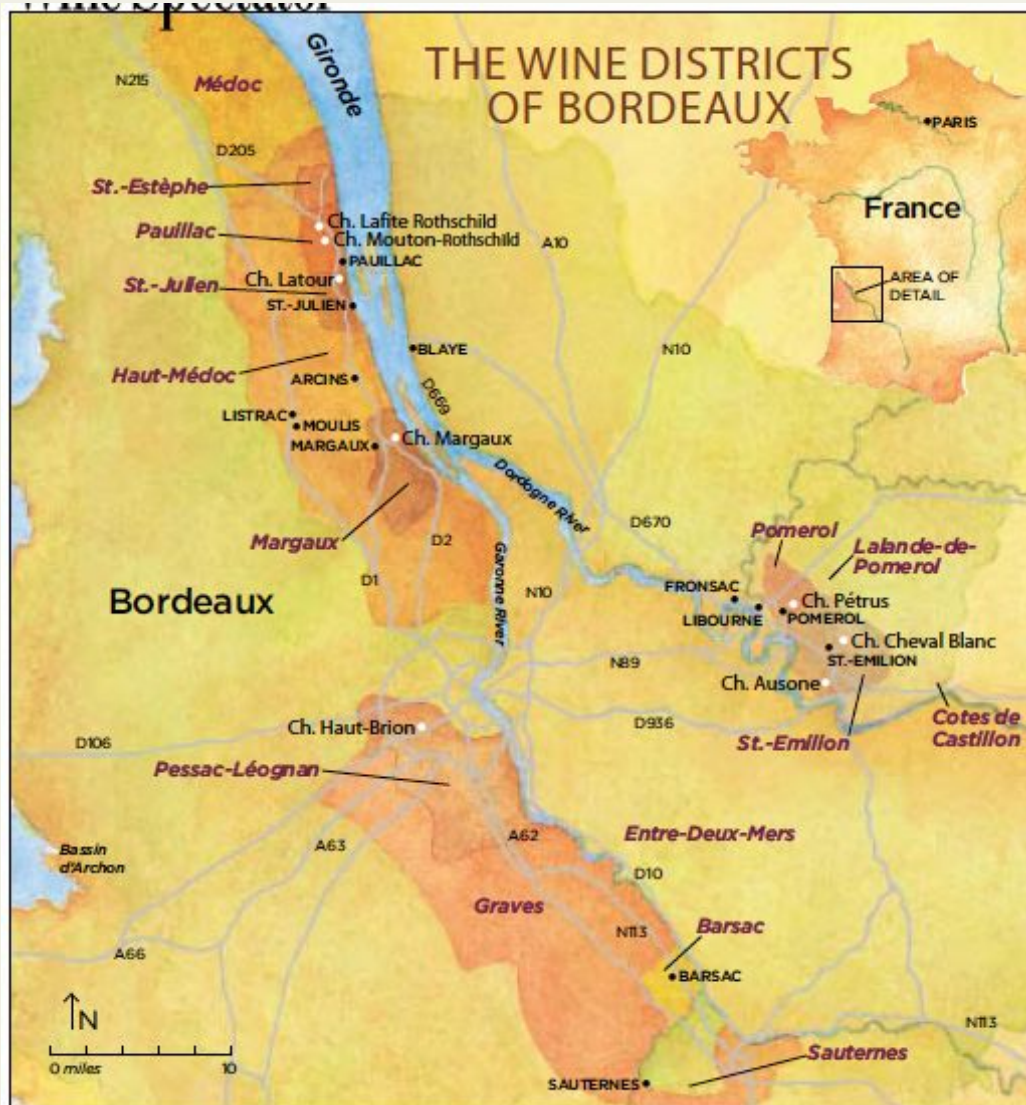 Wine Spectator
THE WINE DISTRICTS
OF BORDEAUX
Gironde
N215
Médoc
PARIS
D205
St.-Estèphe
France
Ch. Lafite Rothschild
Pauillac
Ch. Mouton-Rothschild
A10
PAUILLAC
St.-Julien
Ch. Latour
AREA OF
DETAIL
ST.-JULIEN
BLAYE
N10
Haut-Médoc
ARCINS
D669
LISTRAC
MOULIS
Ch. Margaux
MARGAUX
Dordogne River
D670
Pomerol
Margaux
D2
Lalande-de-
Pomerol
D1
Garonne River
N10
FRONSAC
Bordeaux
LIBOURNE
Ch. Pétrus
POMEROL
Ch. Cheval Blanc
N89
ST.-EMILION
Ch. Ausone
Ch. Haut-Brion
D936
Cotes de
Castillon
D106
St.-Emilion
Pessac-Léognan
A62
Entre-Deux-Mers
A63
Bassin
d'Archon
D10
Graves
N113
Barsac
A66
BARSAC
N
N113
Sauternes
0 miles
10
SAUTERNES